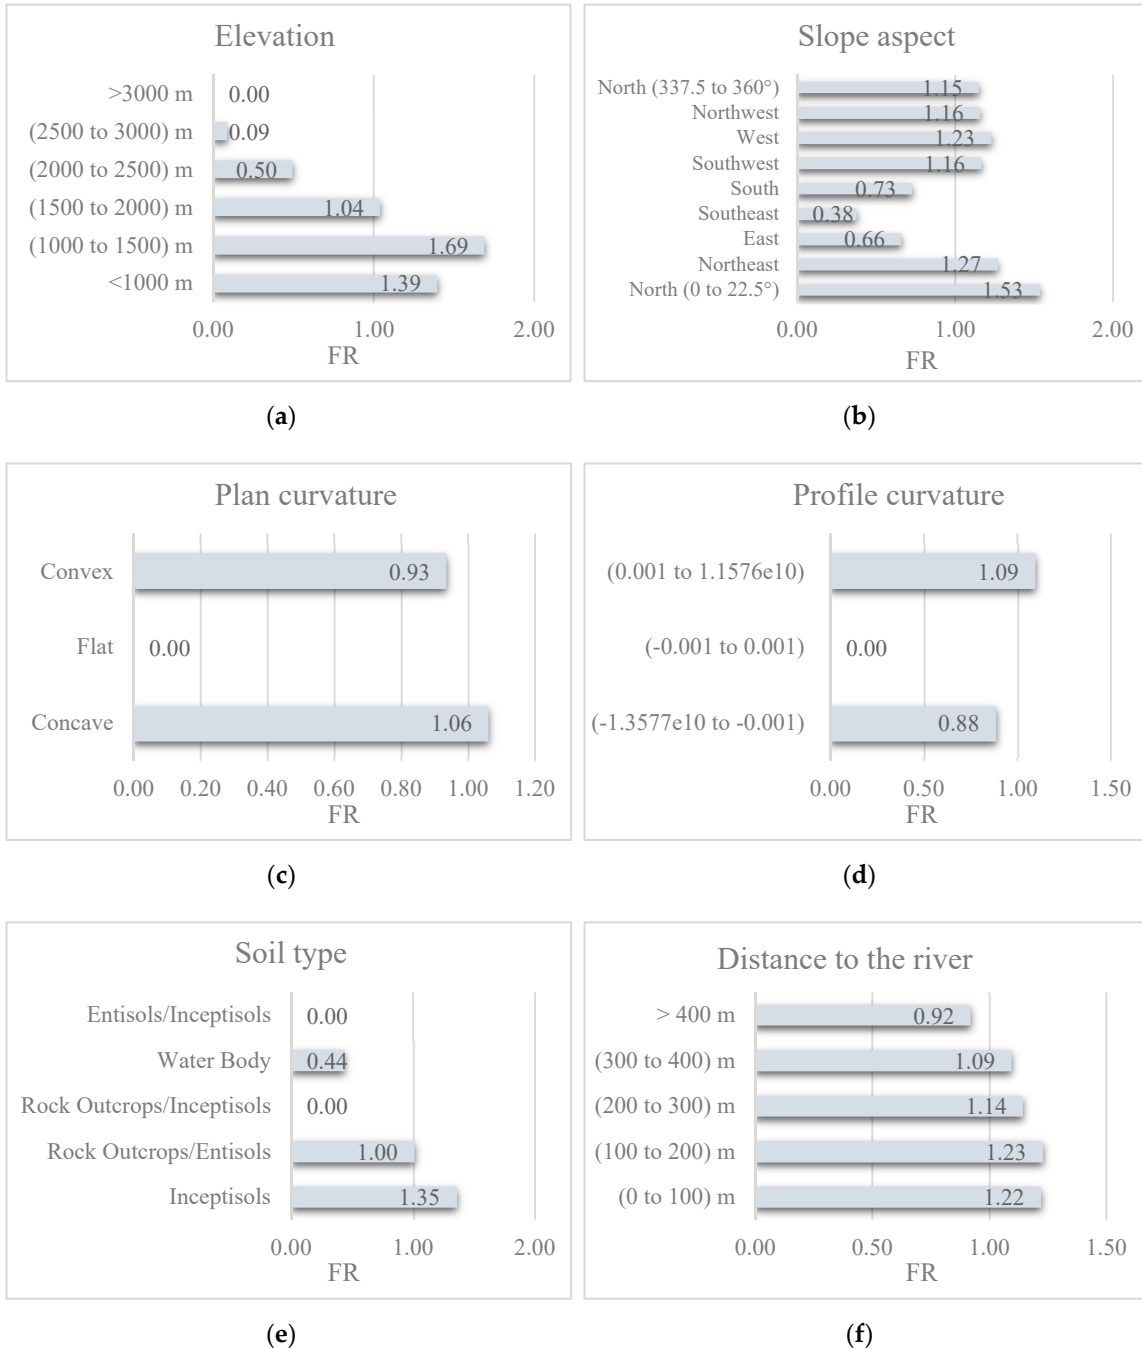 Elevation
>3000 m 0.00
(2500 to 3000) m 0.09
(2000 to 2500) m 0.50
(1500 to 2000) m 1.04
(1000 to 1500) m 1.69
<1000 m 1.39
0.00 1.00 2.00
FR
(a)
Slope aspect
North (337.5 to 360°) 1.15
Northwest 1.16
West 1.23
Southwest 1.16
South 0.73
Southeast 0.38
East 0.66
Northeast 1.27
North (0 to 22.5°) 1.53
0.00 1.00 2.00
FR
(b)
Plan curvature
Convex 0.93
Flat 0.00
Concave 1.06
0.00 0.20 0.40 0.60 0.80 1.00 1.20
FR
(c)
Profile curvature
(0.001 to 1.1576e10) 1.09
(-0.001 to 0.001) 0.00
(-1.3577e10 to -0.001) 0.88
0.00 0.50 1.00 1.50
FR
(d)
Soil type
Entisols/Inceptisols 0.00
Water Body 0.44
Rock Outcrops/Inceptisols 0.00
Rock Outcrops/Entisols 1.00
Inceptisols 1.35
0.00 1.00 2.00
FR
(e)
Distance to the river
> 400 m 0.92
(300 to 400) m 1.09
(200 to 300) m 1.14
(100 to 200) m 1.23
(0 to 100) m 1.22
0.00 0.50 1.00 1.50
FR
(f)